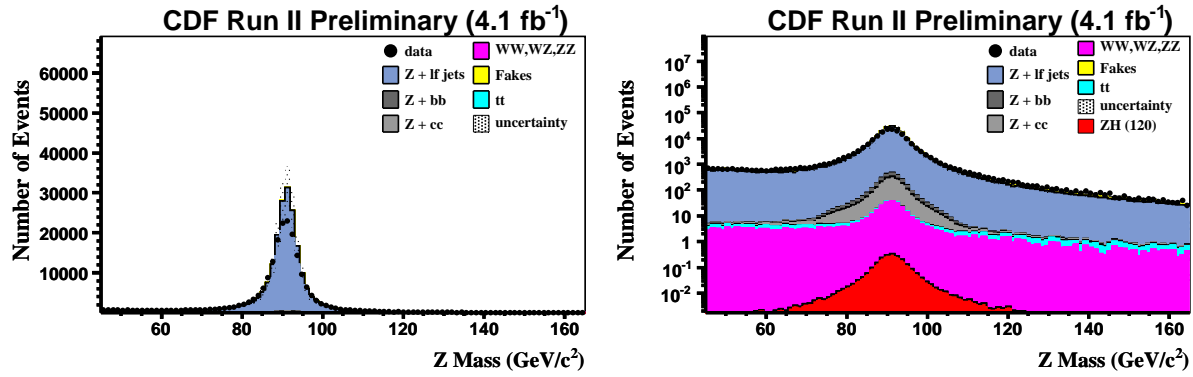 CDF Run II Preliminary (4.1 fb⁻¹)
Number of Events
60000
50000
40000
30000
20000
10000
data
Z + lf jets
Z + bb
Z + cc
WW,WZ,ZZ
Fakes
tt
uncertainty
60 80 100 120 140 160
Z Mass (GeV/c²)
CDF Run II Preliminary (4.1 fb⁻¹)
Number of Events
10⁷
10⁶
10⁵
10⁴
10³
10²
10
1
10⁻¹
10⁻²
data
Z + lf jets
Z + bb
Z + cc
WW,WZ,ZZ
Fakes
tt
uncertainty
ZH (120)
60 80 100 120 140 160
Z Mass (GeV/c²)